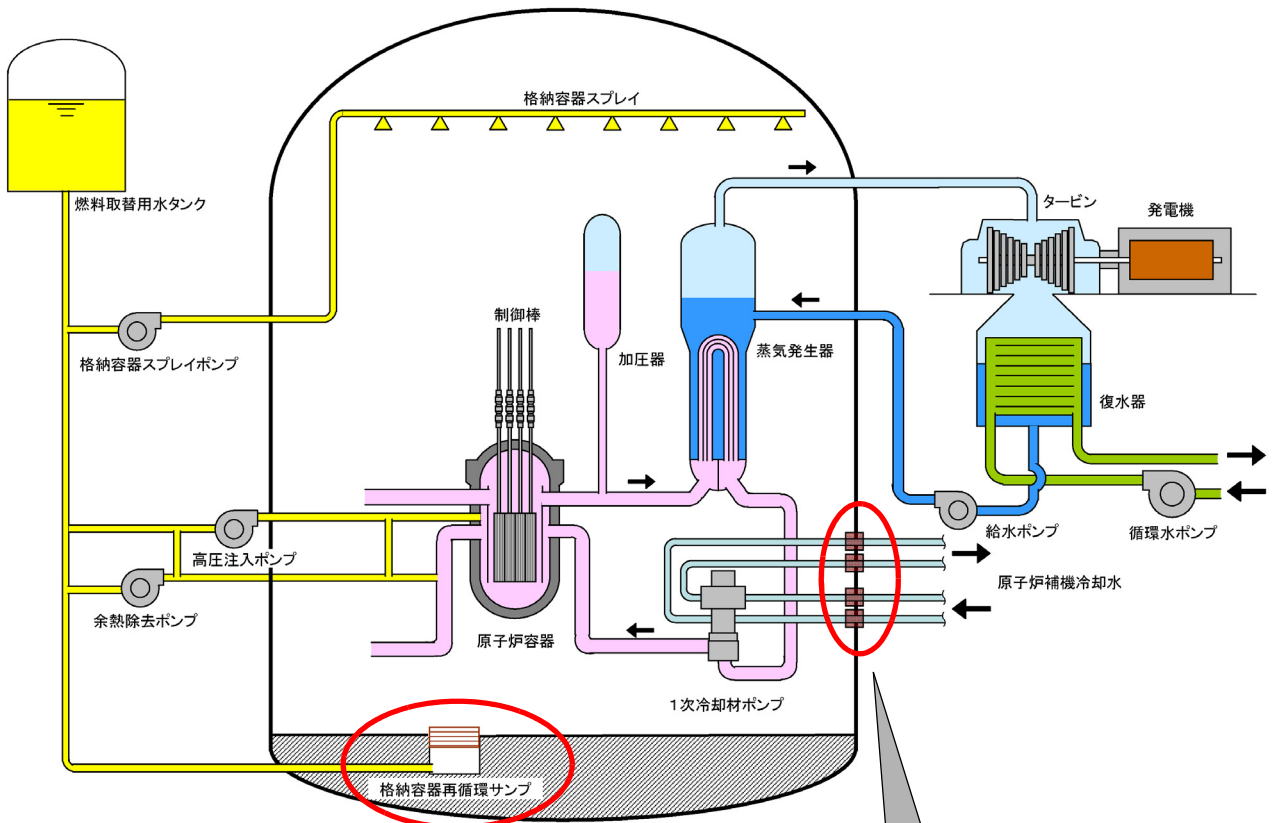 格納容器スプレイ
燃料取替用水タンク
タービン
発電機
制御棒
加圧器
蒸気発生器
格納容器スプレイポンプ
復水器
高圧注入ポンプ
給水ポンプ
循環水ポンプ
余熱除去ポンプ
原子炉補機冷却水
原子炉容器
1次冷却材ポンプ
格納容器再循環サンプ